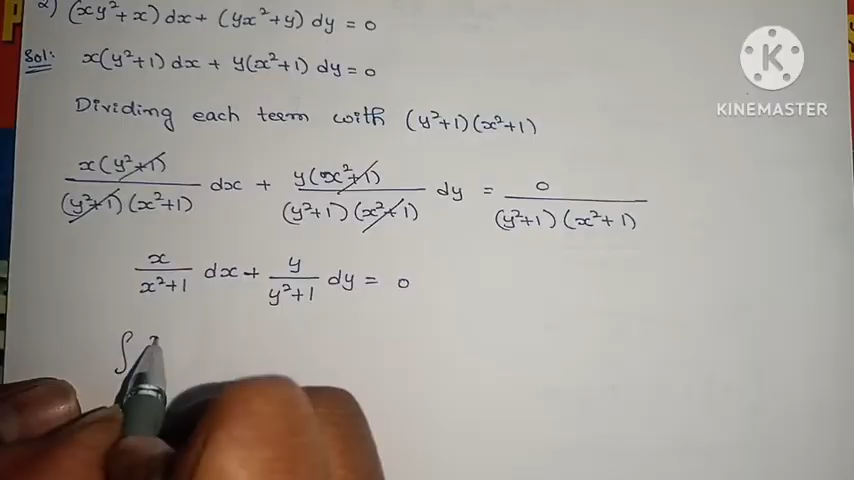 2) (xy²+x) dx + (yx²+y) dy = 0
Sol: x(y²+1) dx + y(x²+1) dy = 0
K
KINEMASTER
Dividing each term with (y²+1)(x²+1)
x(y²+1)/(y²+1)(x²+1) dx + y(x²+1)/(y²+1)(x²+1) dy = 0/(y²+1)(x²+1)
x/x²+1 dx + y/y²+1 dy = 0
∫